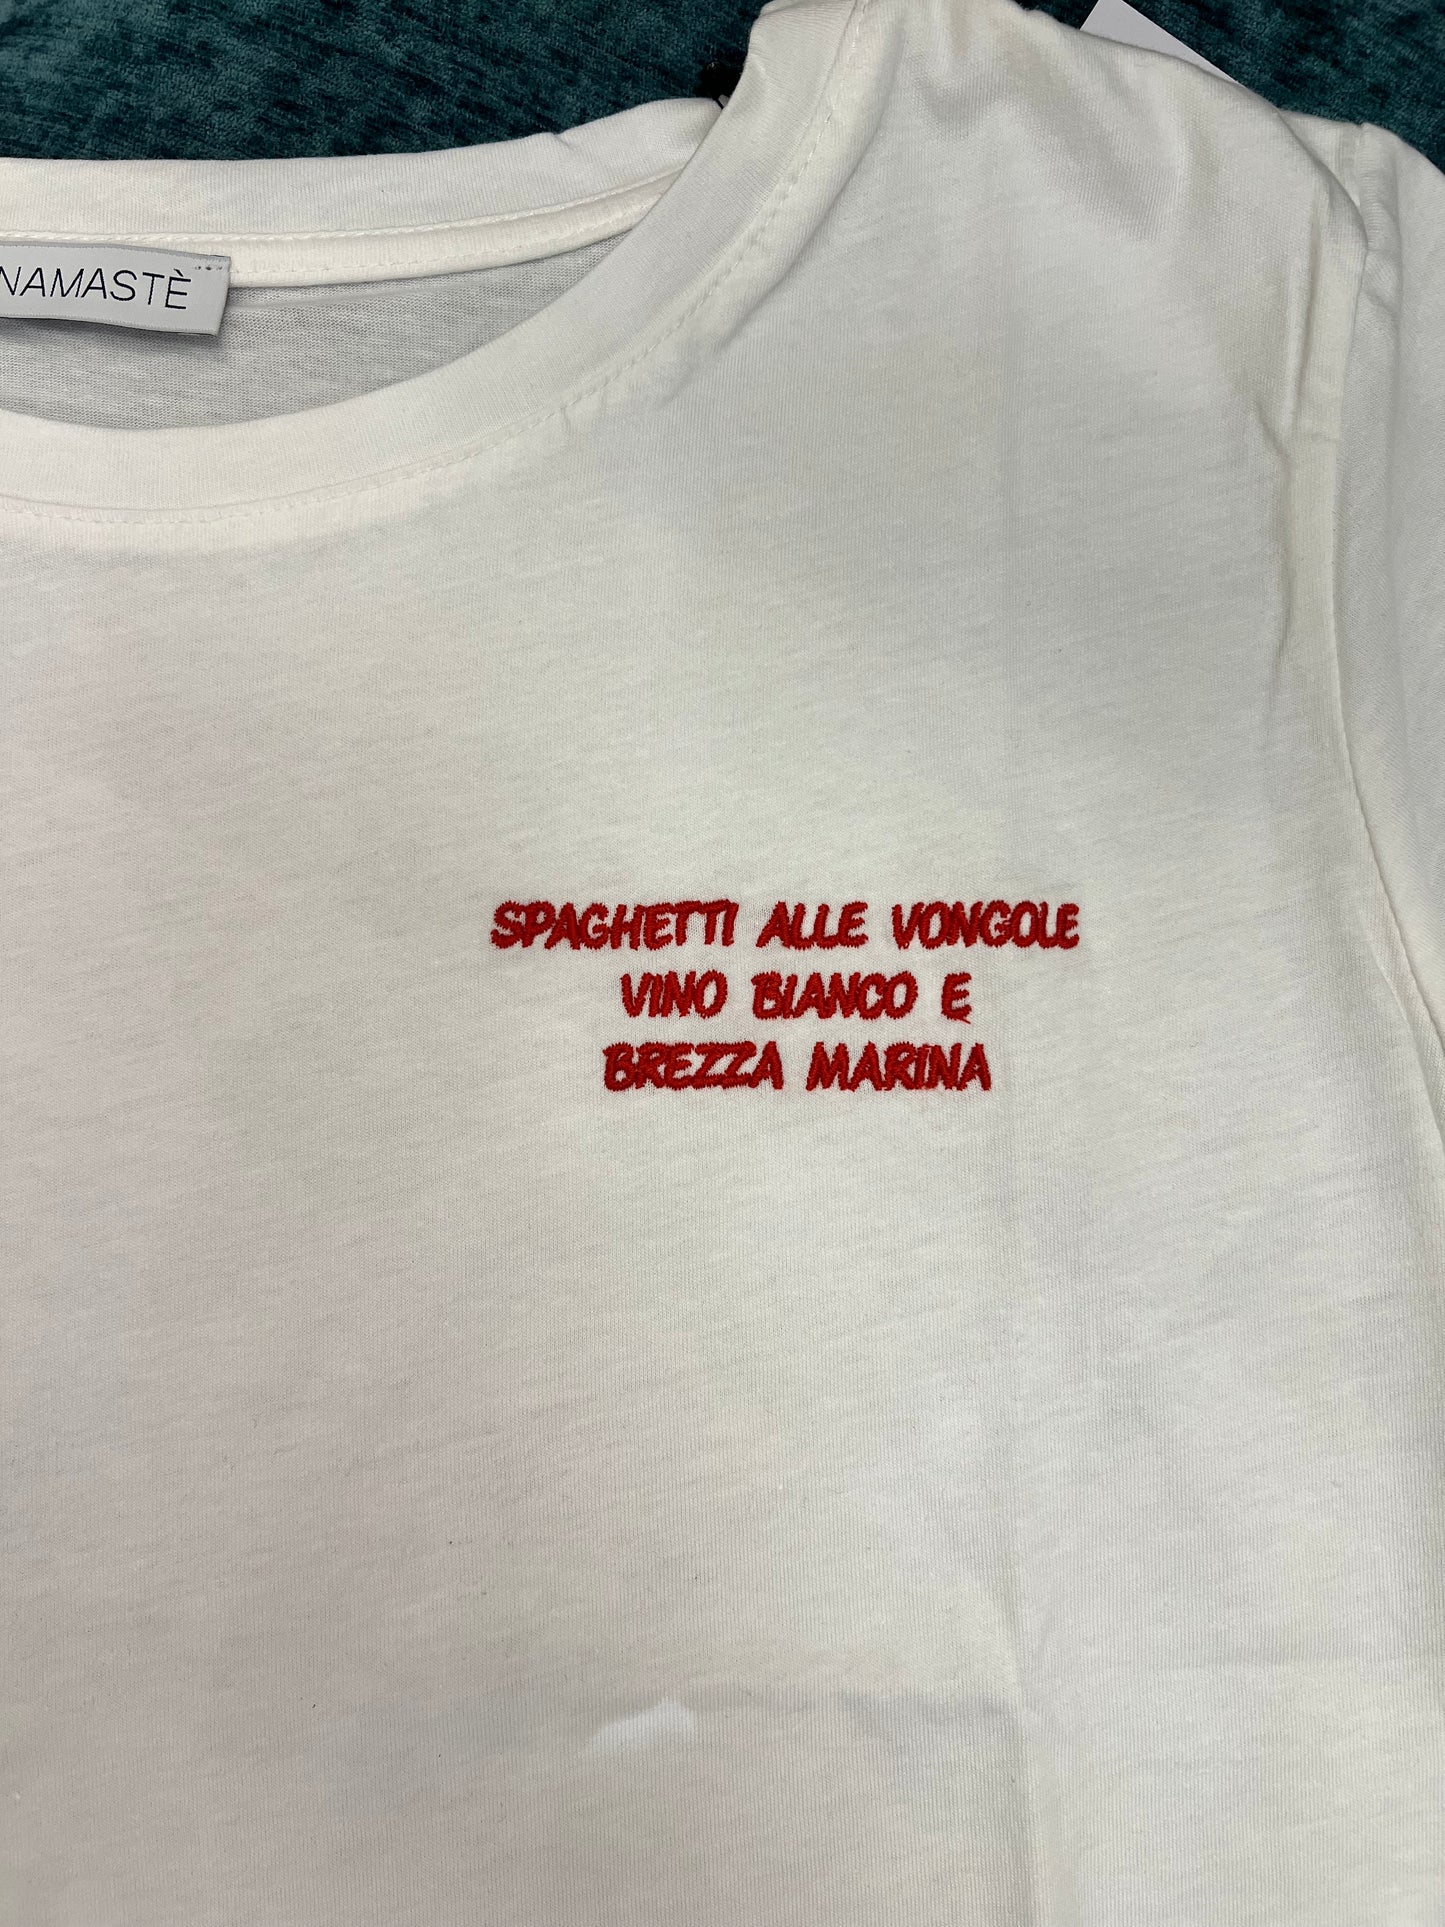 NAMASTÈ
SPAGHETTI ALLE VONGOLE
VINO BIANCO E
BREZZA MARINA